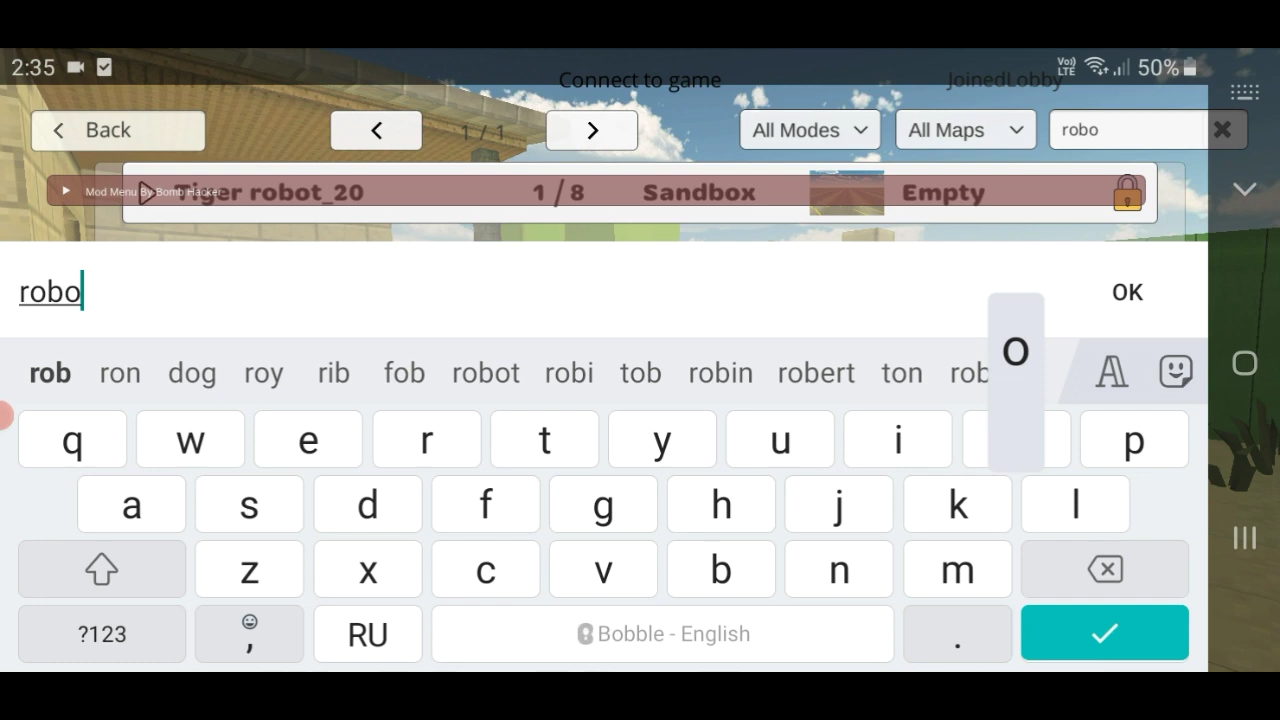 2:35 Vo)) LTE 50%
Connect to game JoinedLobby
Back < 1 / 1 > All Modes All Maps robo
Mod Menu By Bomb Hacker
Tiger robot_20 1 / 8 Sandbox Empty
robo OK
o
rob ron dog roy rib fob robot robi tob robin robert ton rob
q w e r t y u i p
a s d f g h j k l
z x c v b n m
?123 , RU Bobble - English .